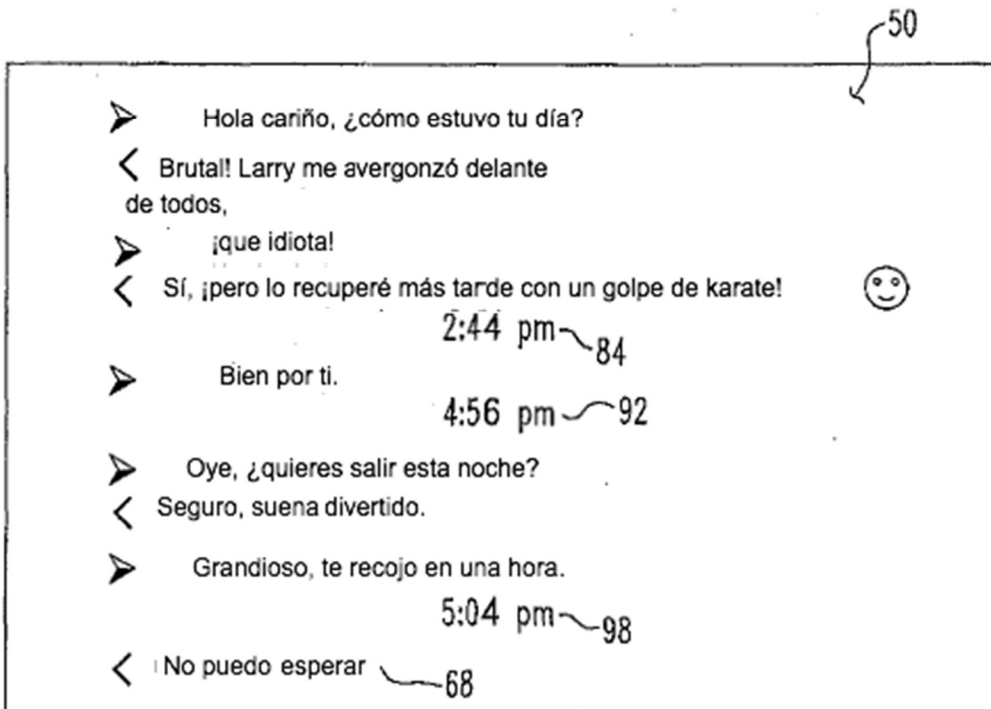 50
Hola cariño, ¿cómo estuvo tu día?
Brutal! Larry me avergonzó delante
de todos,
¡que idiota!
Sí, ¡pero lo recuperé más tarde con un golpe de karate!
2:44 pm 84
Bien por ti.
4:56 pm 92
Oye, ¿quieres salir esta noche?
Seguro, suena divertido.
Grandioso, te recojo en una hora.
5:04 pm 98
No puedo esperar 68